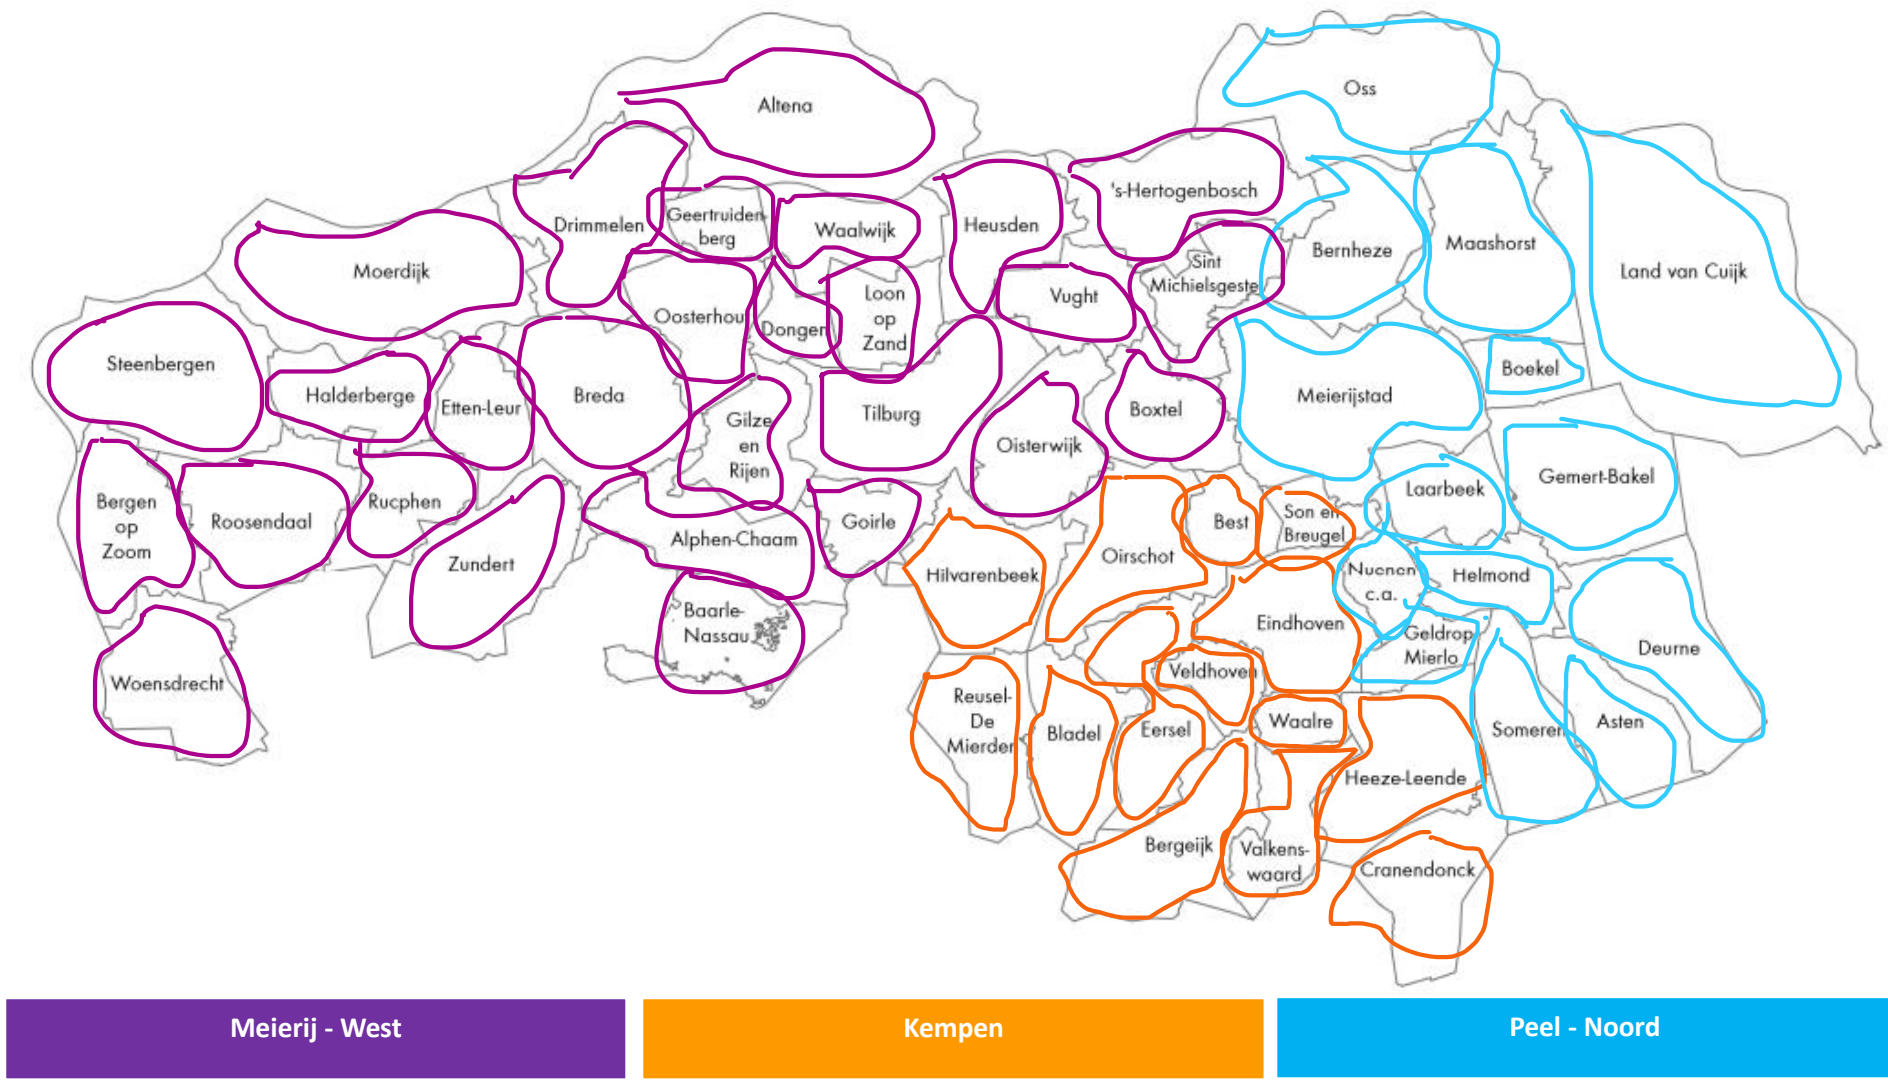 Altena
Oss
's-Hertogenbosch
Drimmelen
Geertruiden-
berg
Waalwijk
Heusden
Sint
Michielsgestel
Bernheze
Maashorst
Land van Cuijk
Moerdijk
Oosterhou
Dongen
Loon
op
Zand
Vught
Steenbergen
Halderberge
Etten-Leur
Breda
Gilze
en
Rijen
Tilburg
Oisterwijk
Boxtel
Meierijstad
Boekel
Bergen
op
Zoom
Roosendaal
Rucphen
Zundert
Alphen-Chaam
Goirle
Hilvarenbeek
Oirschot
Best
Son en
Breugel
Laarbeek
Gemert-Bakel
Nuenen
c.a.
Helmond
Woensdrecht
Baarle-
Nassau
Eindhoven
Geldrop
Mierlo
Deurne
Reusel-
De
Mierden
Bladel
Eersel
Veldhoven
Waalre
Someren
Asten
Heeze-Leende
Bergeijk
Valkens-
waard
Cranendonck
Meierij - West
Kempen
Peel - Noord